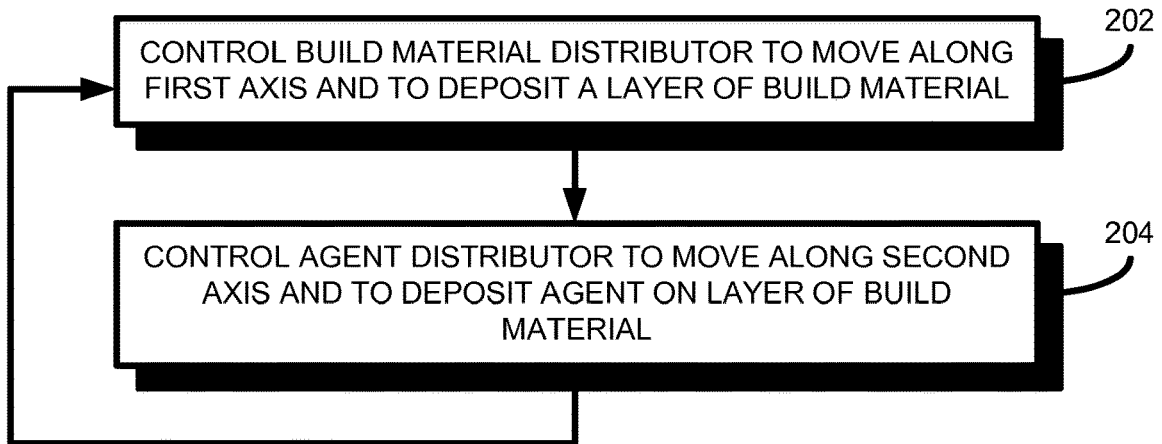 202
CONTROL BUILD MATERIAL DISTRIBUTOR TO MOVE ALONG
FIRST AXIS AND TO DEPOSIT A LAYER OF BUILD MATERIAL
204
CONTROL AGENT DISTRIBUTOR TO MOVE ALONG SECOND
AXIS AND TO DEPOSIT AGENT ON LAYER OF BUILD
MATERIAL